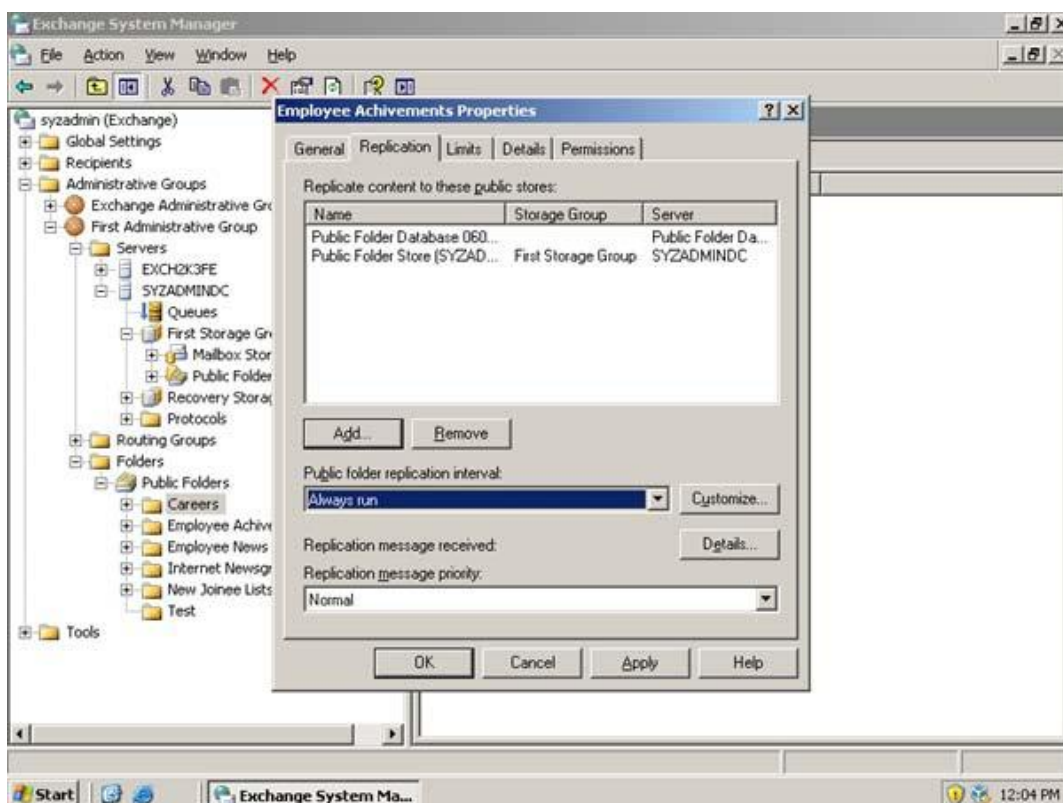 Exchange System Manager
File Action View Window Help
syzadmin (Exchange)
Global Settings
Recipients
Administrative Groups
Exchange Administrative Gro
First Administrative Group
Servers
EXCH2K3FE
SYZADMINDC
Queues
First Storage Gr
Mailbox Stor
Public Folder
Recovery Storag
Protocols
Routing Groups
Folders
Public Folders
Careers
Employee Achive
Employee News
Internet Newsgr
New Joinee Lists
Test
Tools
Employee Achivements Properties
General Replication Limits Details Permissions
Replicate content to these public stores:
Name Storage Group Server
Public Folder Database 060... Public Folder Da...
Public Folder Store (SYZAD... First Storage Group SYZADMINDC
Add... Remove
Public folder replication interval:
Always run Customize...
Replication message received: Details...
Replication message priority:
Normal
OK Cancel Apply Help
Start Exchange System Ma... 12:04 PM